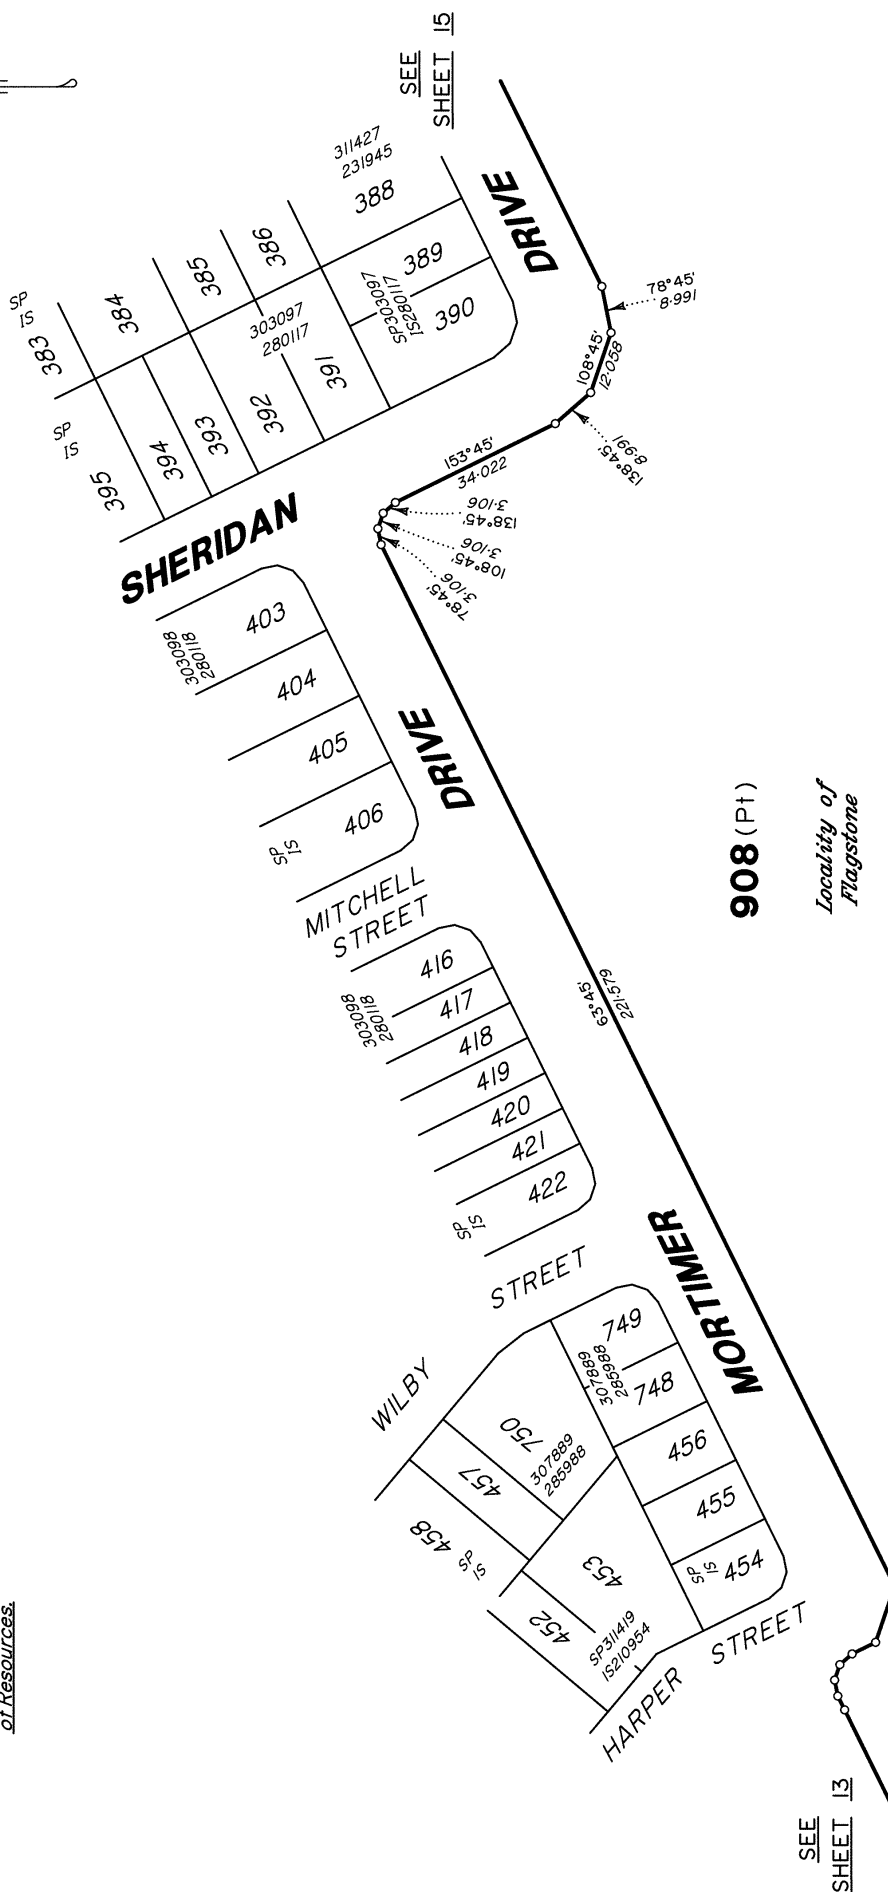 of Resources.
SEE
SHEET 15
SEE
SHEET 13
SP
IS
383
384
385
386
311427
231945
388
SP
IS
395
394
393
392
391
303097
280117
SP303097
IS280117
389
390
SHERIDAN
DRIVE
78°45'
8·991
108°45'
12·058
138°45'
8·991
153°45'
34·022
138°45'
3·106
108°45'
3·106
78°45'
3·106
303098
280118
403
404
405
406
SP
IS
DRIVE
MITCHELL
STREET
303098
280118
416
417
418
419
420
421
422
SP
IS
63°45'
221·579
908 (Pt)
Locality of
Flagstone
WILBY
STREET
MORTIMER
749
307889
285988
748
750
307889
285988
457
458
SP
IS
456
455
SP
IS
454
453
452
SP311419
IS210954
HARPER
STREET